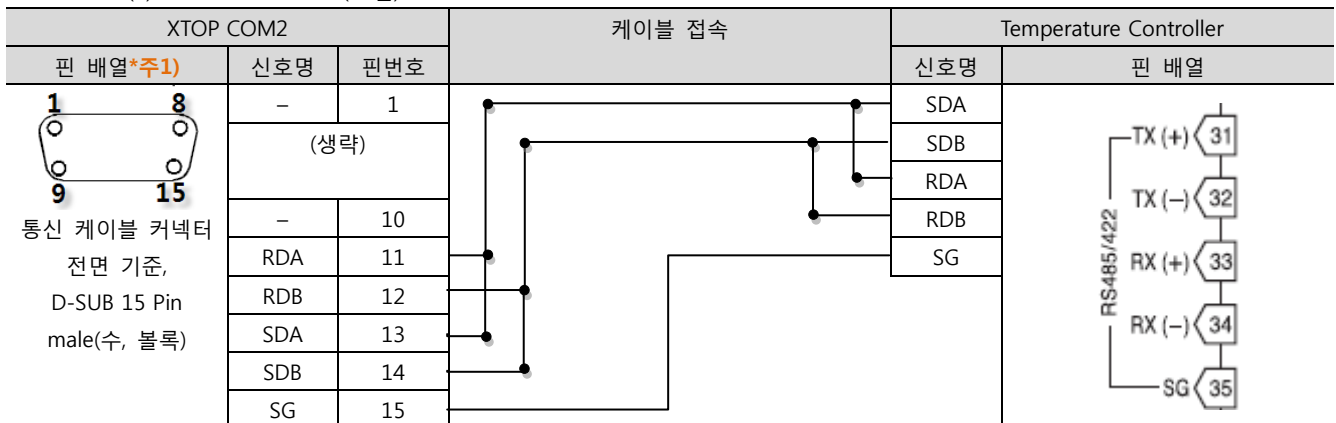 XTOP COM2 케이블 접속 Temperature Controller
핀 배열*주1) 신호명 핀번호 신호명 핀 배열
1 8
9 15
통신 케이블 커넥터
전면 기준,
D-SUB 15 Pin
male(수, 볼록)
– 1
(생략)
– 10
RDA 11
RDB 12
SDA 13
SDB 14
SG 15
SDA
SDB
RDA
RDB
SG
RS485/422
TX (+) 31
TX (–) 32
RX (+) 33
RX (–) 34
SG 35